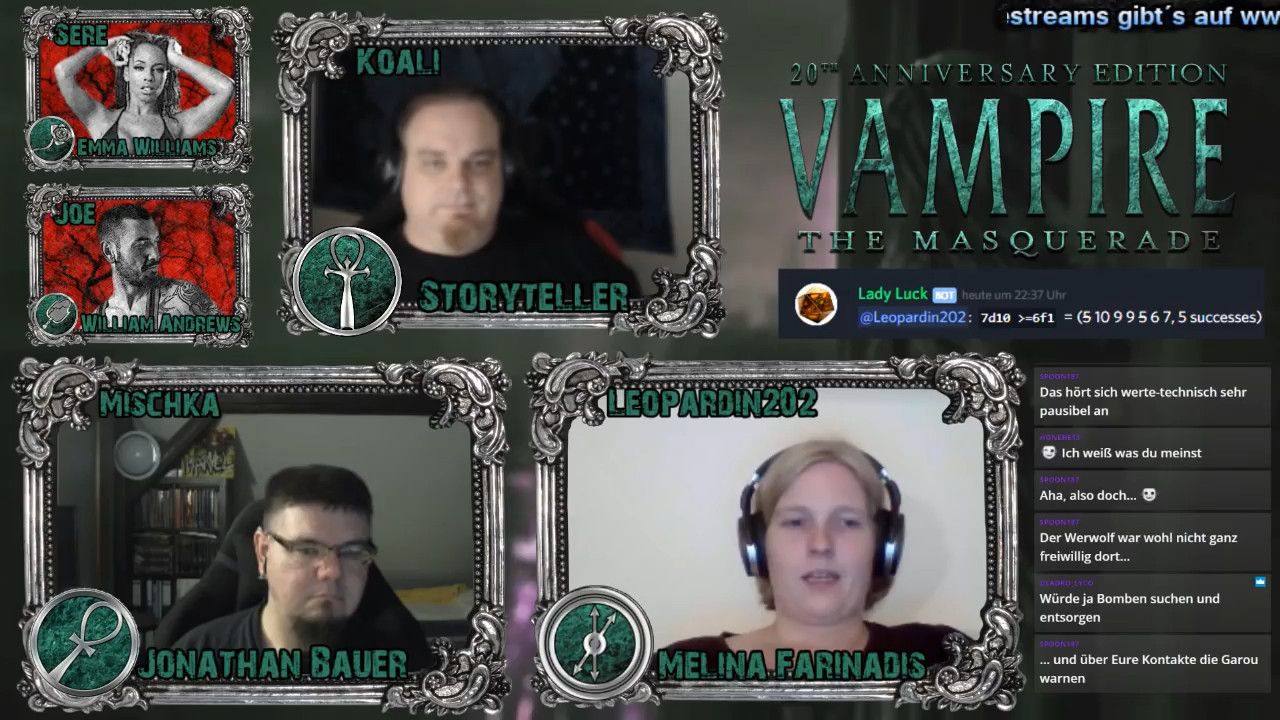 streams gibt´s auf ww
SERE
EMMA WILLIAMS
JOE
WILLIAM ANDREWS
KOALI
STORYTELLER
20TH ANNIVERSARY EDITION
VAMPIRE
THE MASQUERADE
Lady Luck BOT heute um 22:37 Uhr
@Leopardin202: 7d10 >=6f1 = (5 10 9 9 5 6 7, 5 successes)
MISCHKA
JONATHAN BAUER
LEOPARDIN202
MELINA FARINADIS
SPOON187
Das hört sich werte-technisch sehr
pausibel an
Ich weiß was du meinst
SPOON187
Aha, also doch...
SPOON187
Der Werwolf war wohl nicht ganz
freiwillig dort...
Würde ja Bomben suchen und
entsorgen
SPOON187
... und über Eure Kontakte die Garou
warnen